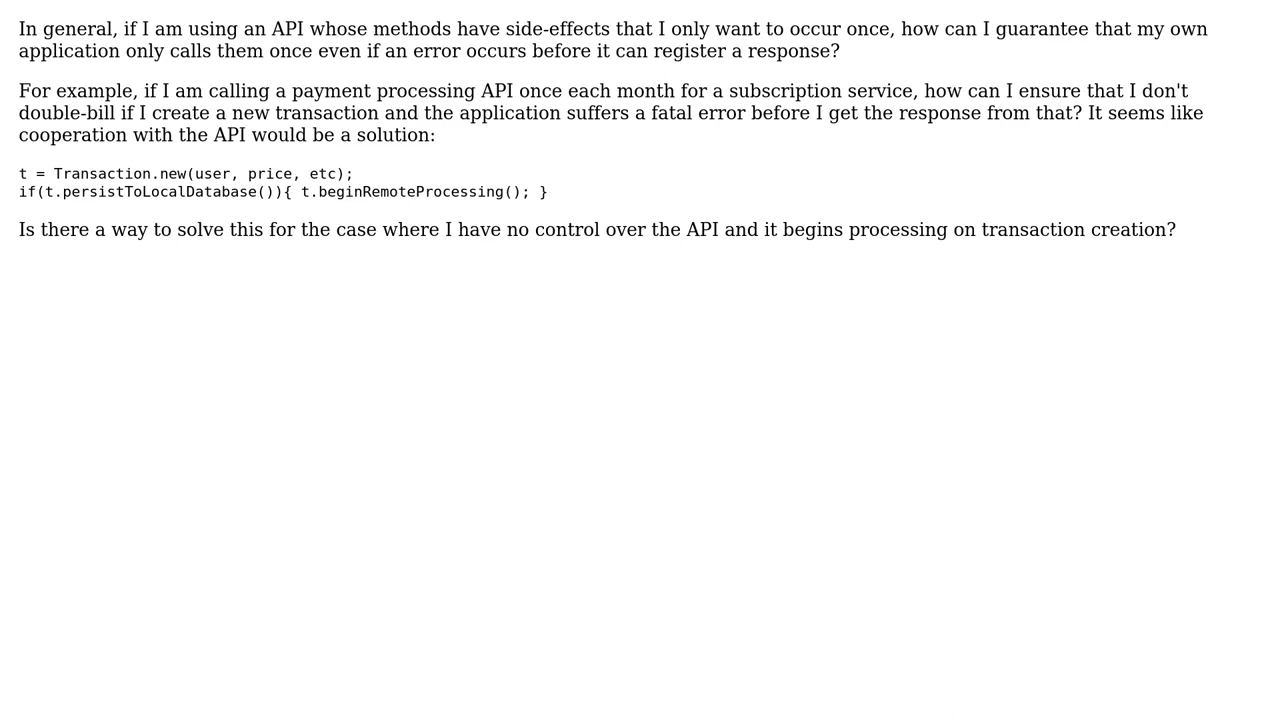 In general, if I am using an API whose methods have side-effects that I only want to occur once, how can I guarantee that my own
application only calls them once even if an error occurs before it can register a response?
For example, if I am calling a payment processing API once each month for a subscription service, how can I ensure that I don't
double-bill if I create a new transaction and the application suffers a fatal error before I get the response from that? It seems like
cooperation with the API would be a solution:
t = Transaction.new(user, price, etc);
if(t.persistToLocalDatabase()){ t.beginRemoteProcessing(); }
Is there a way to solve this for the case where I have no control over the API and it begins processing on transaction creation?